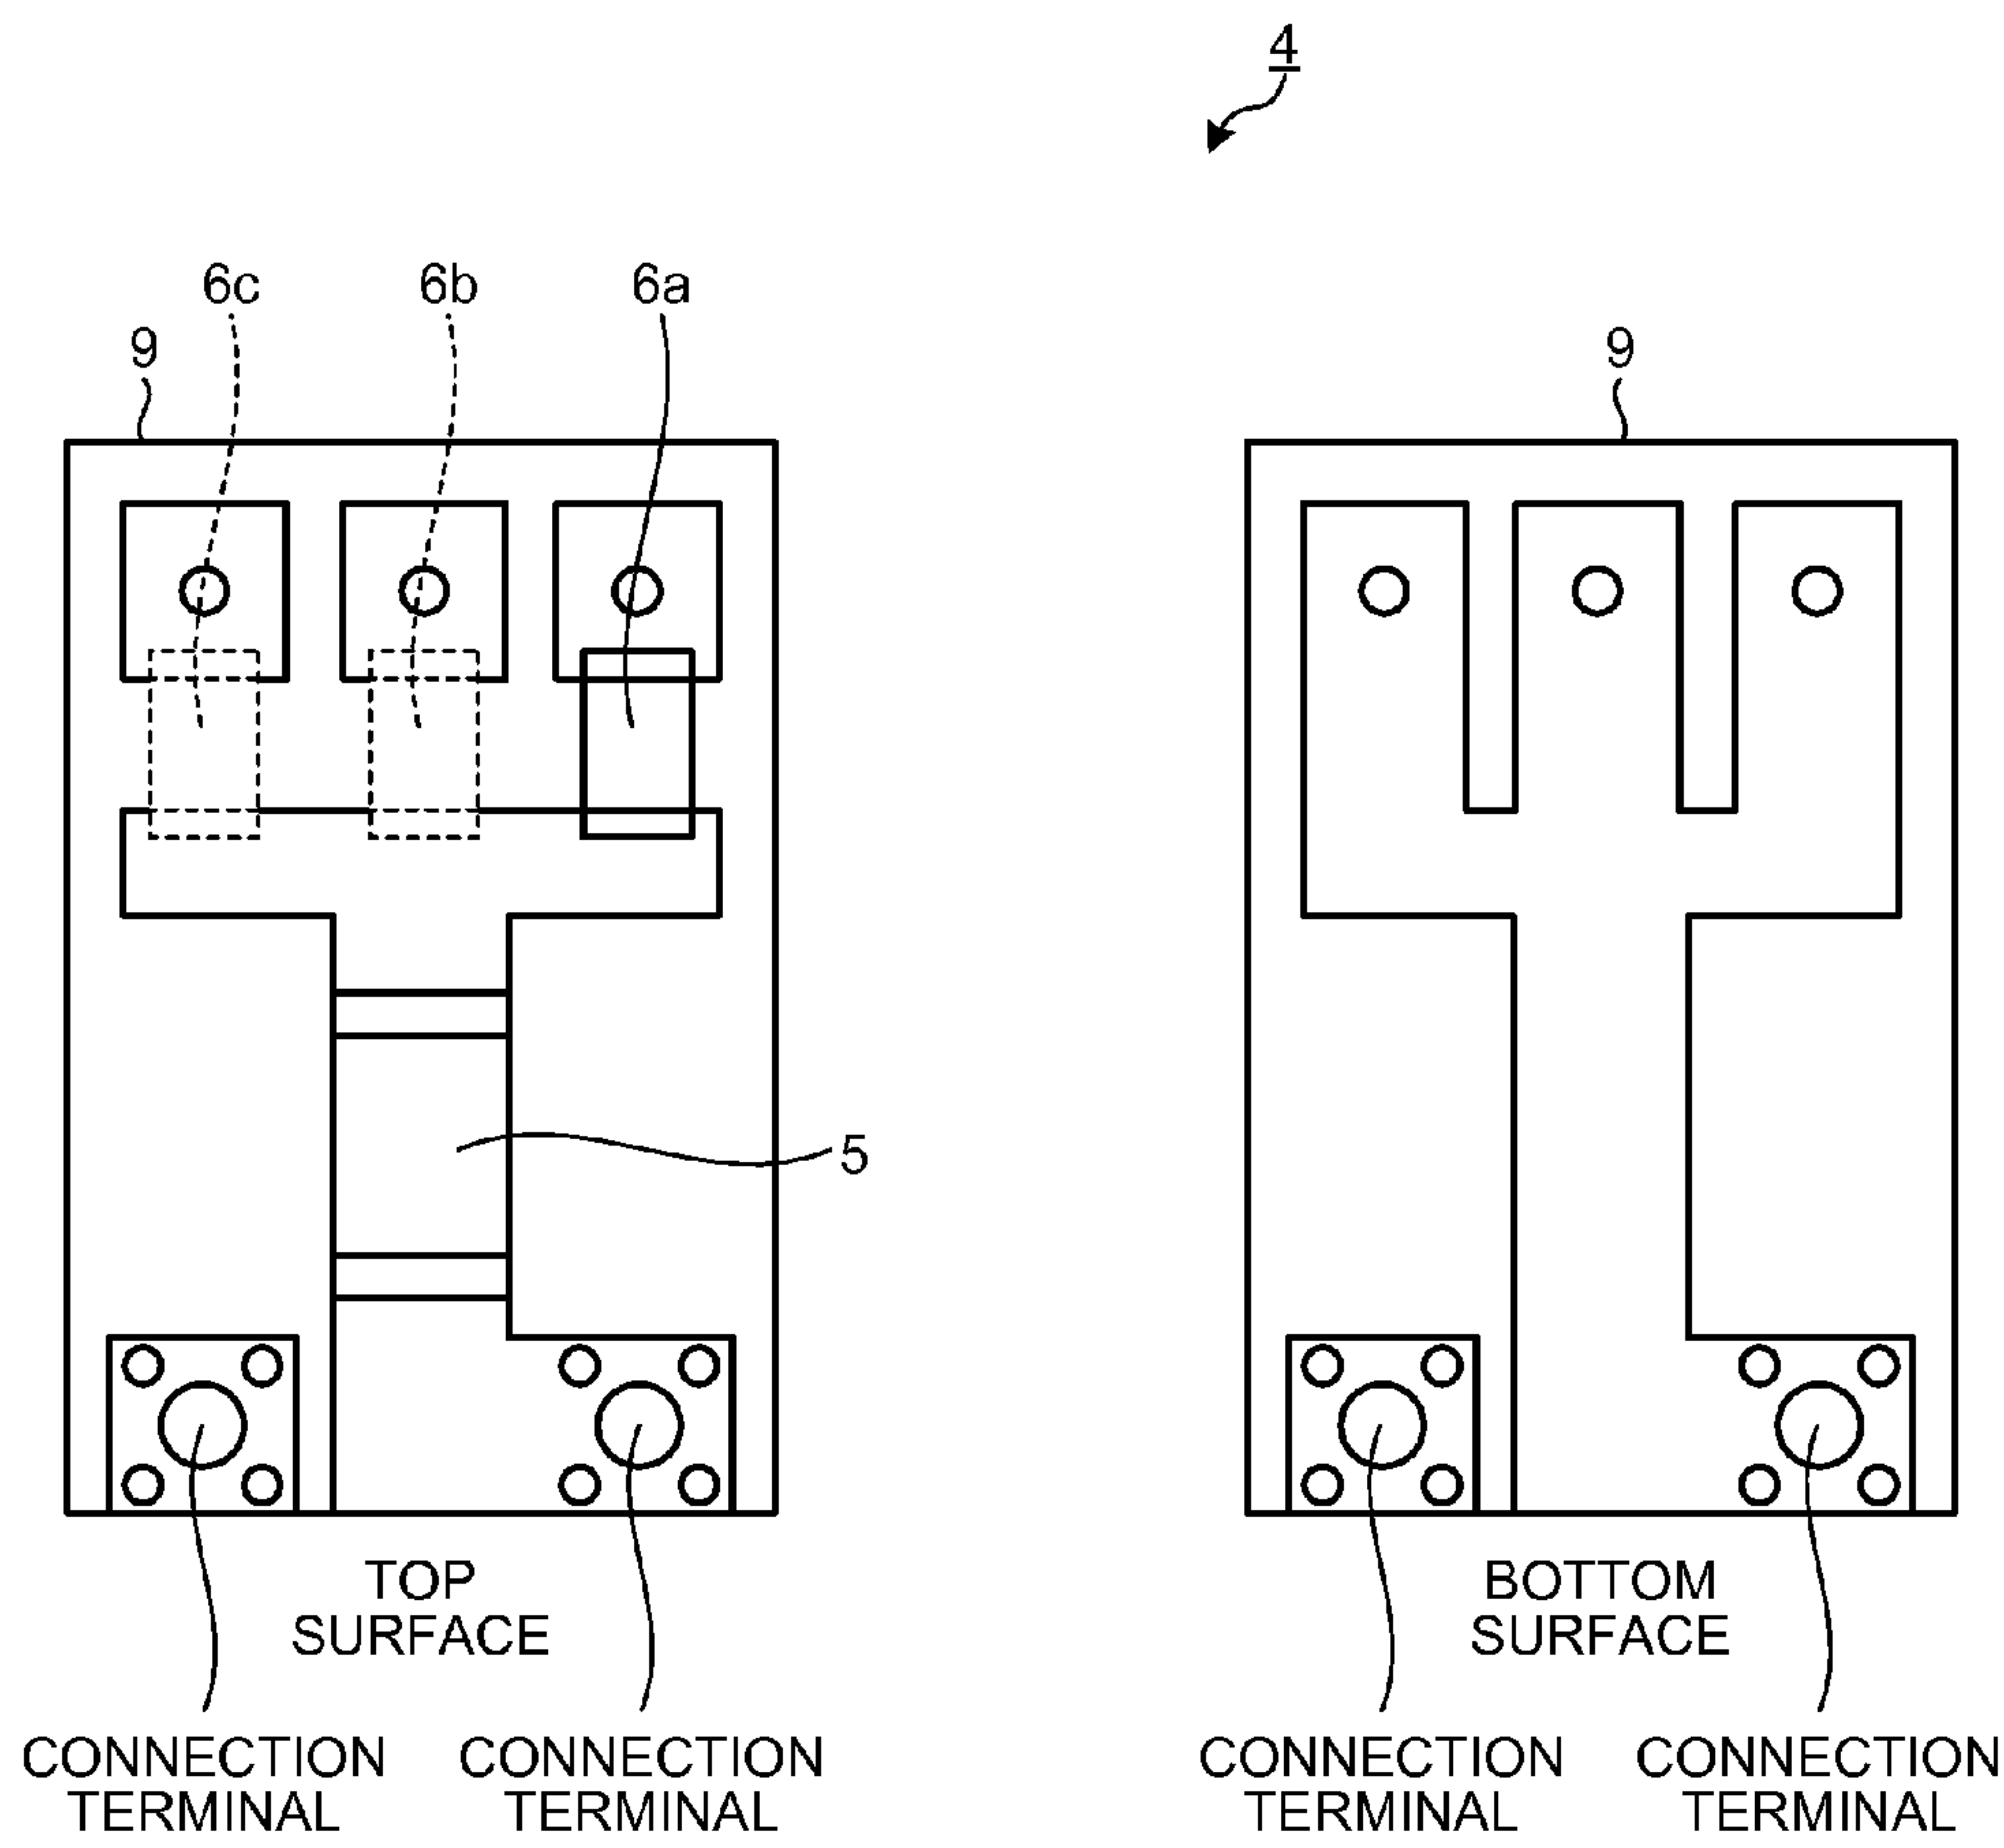 4
6c
6b
6a
9
9
5
TOP
SURFACE
BOTTOM
SURFACE
CONNECTION
TERMINAL
CONNECTION
TERMINAL
CONNECTION
TERMINAL
CONNECTION
TERMINAL